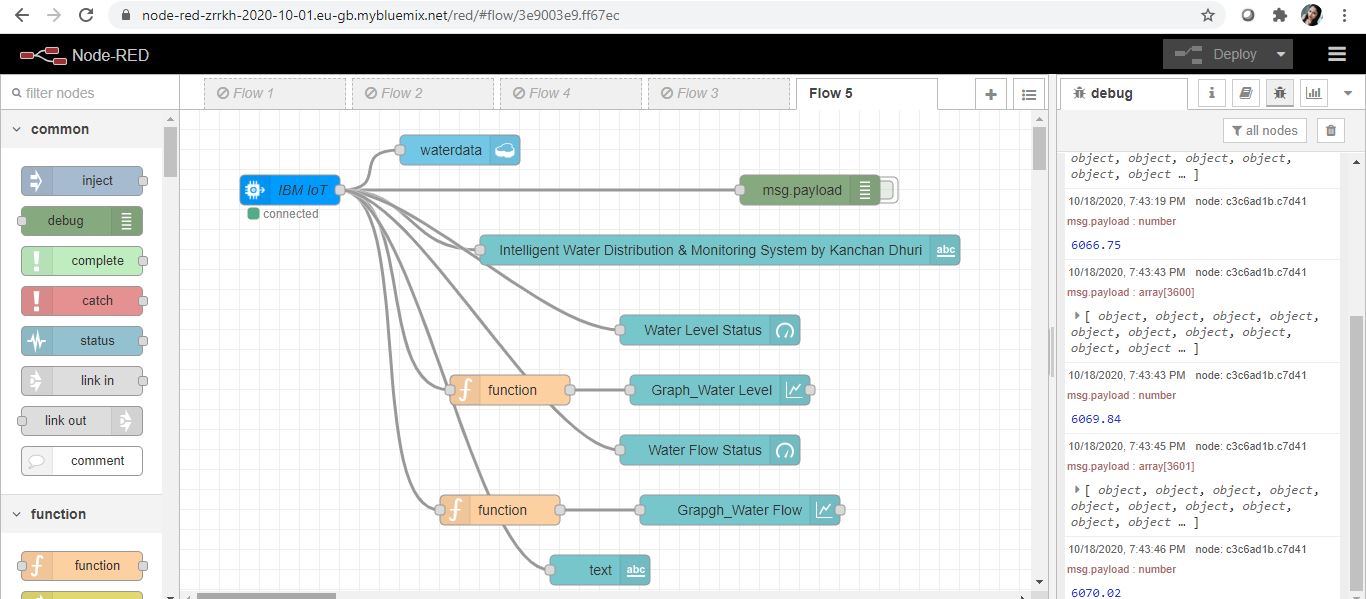 node-red-zrrkh-2020-10-01.eu-gb.mybluemix.net/red/#flow/3e9003e9.ff67ec
Node-RED
Deploy
filter nodes
Flow 1
Flow 2
Flow 4
Flow 3
Flow 5
debug
i
common
inject
debug
complete
catch
status
link in
link out
comment
function
function
waterdata
IBM IoT
connected
msg.payload
Intelligent Water Distribution & Monitoring System by Kanchan Dhuri
abc
Water Level Status
function
Graph_Water Level
Water Flow Status
function
Grapgh_Water Flow
text
abc
all nodes
object, object, object, object,
object, object … ]
10/18/2020, 7:43:19 PM node: c3c6ad1b.c7d41
msg.payload : number
6066.75
10/18/2020, 7:43:43 PM node: c3c6ad1b.c7d41
msg.payload : array[3600]
[ object, object, object, object,
object, object, object, object,
object, object … ]
10/18/2020, 7:43:43 PM node: c3c6ad1b.c7d41
msg.payload : number
6069.84
10/18/2020, 7:43:45 PM node: c3c6ad1b.c7d41
msg.payload : array[3601]
[ object, object, object, object,
object, object, object, object,
object, object … ]
10/18/2020, 7:43:46 PM node: c3c6ad1b.c7d41
msg.payload : number
6070.02